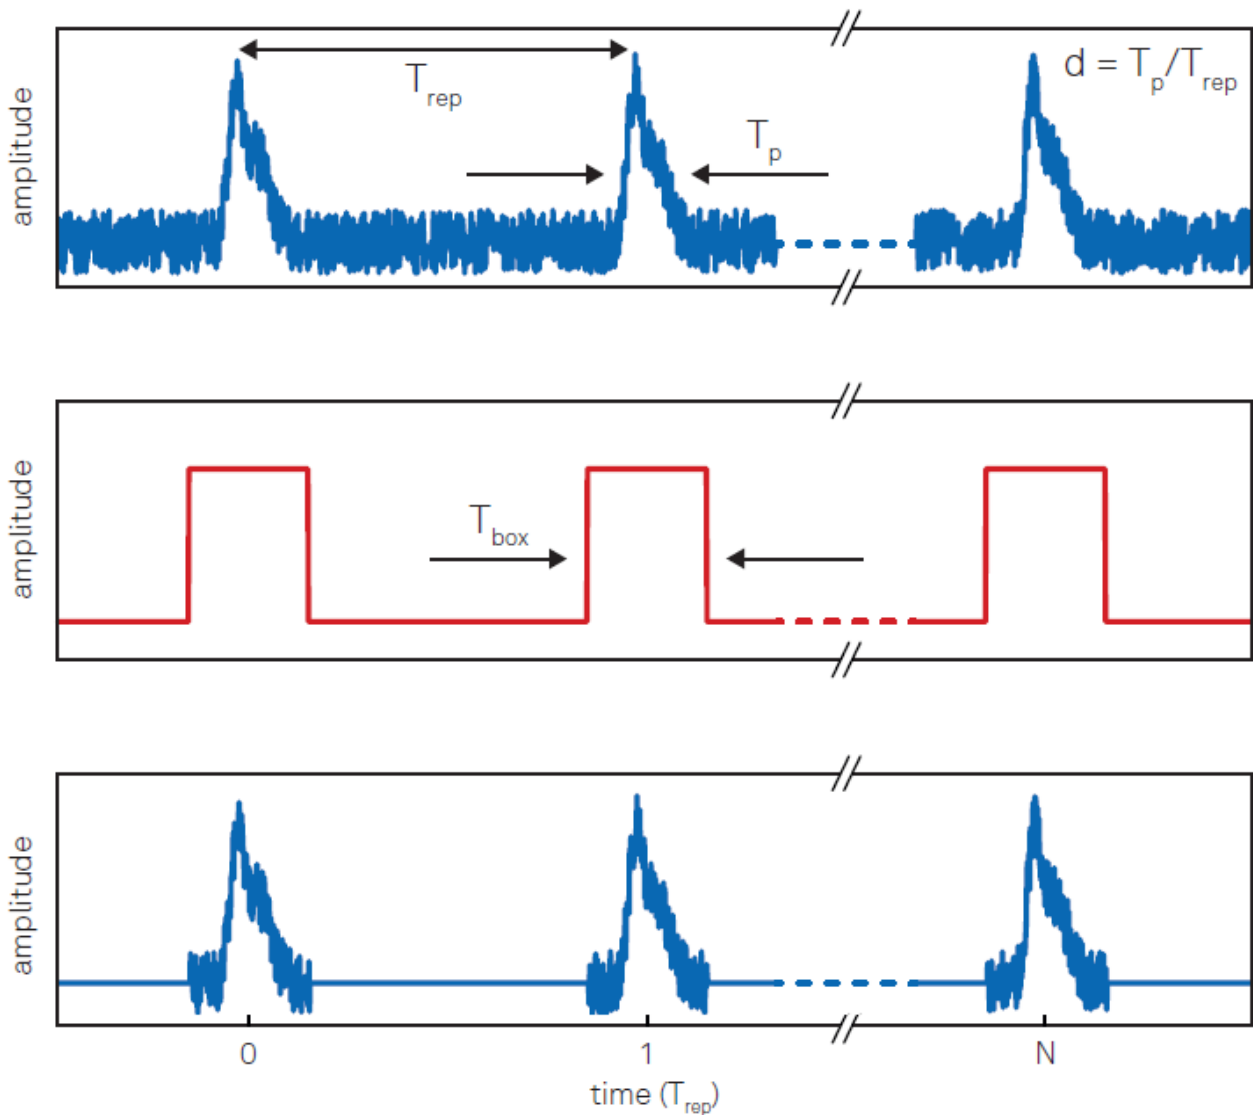 amplitude
T_rep
T_p
d = T_p/T_rep
amplitude
T_box
amplitude
0 1 N
time (T_rep)